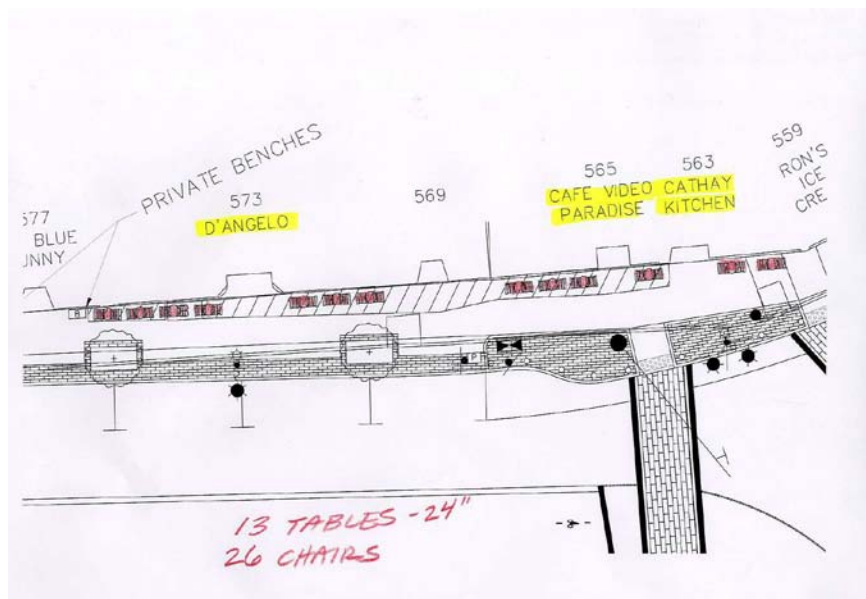 PRIVATE BENCHES
577
BLUE
UNNY
573
D'ANGELO
569
565
CAFE VIDEO
PARADISE
563
CATHAY
KITCHEN
559
RON'S
ICE
CRE
13 TABLES - 24"
26 CHAIRS